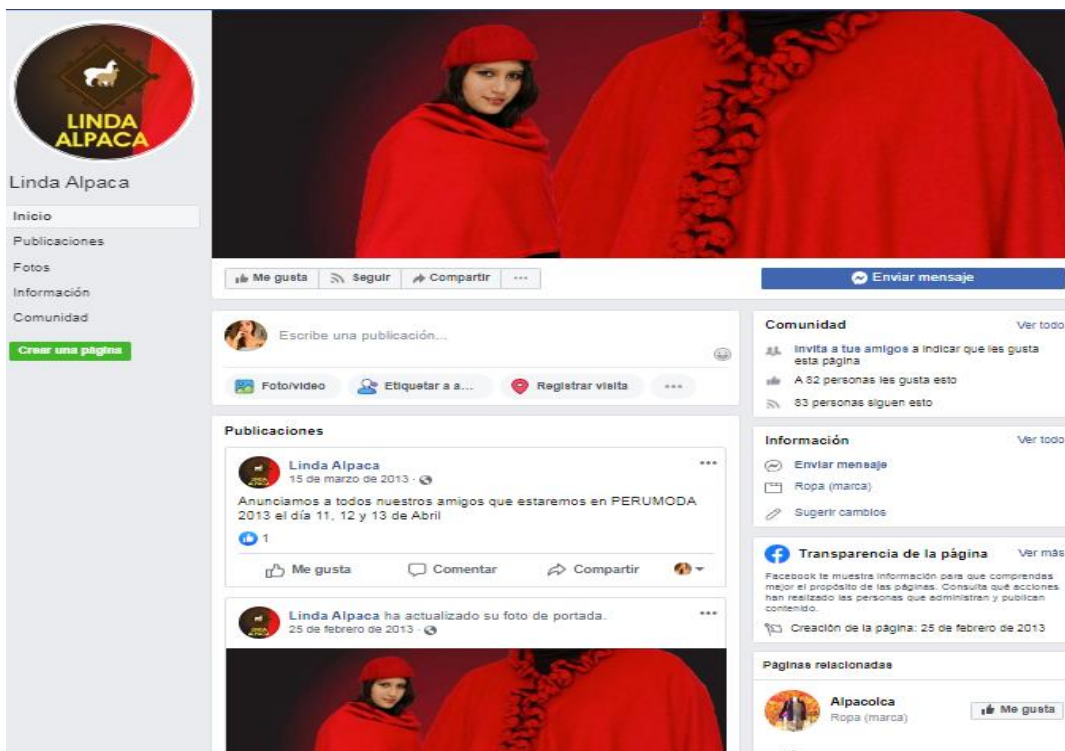 LINDA
ALPACA
Linda Alpaca
Inicio
Publicaciones
Fotos
Información
Comunidad
Crear una página
Me gusta
Seguir
Compartir
Enviar mensaje
Escribe una publicación...
Foto/video
Etiquetar a a...
Registrar visita
Publicaciones
Linda Alpaca
15 de marzo de 2013 ·
Anunciamos a todos nuestros amigos que estaremos en PERUMODA
2013 el día 11, 12 y 13 de Abril
1
Me gusta
Comentar
Compartir
Linda Alpaca ha actualizado su foto de portada.
25 de febrero de 2013 ·
Comunidad
Ver todo
Invita a tus amigos a indicar que les gusta
esta página
A 82 personas les gusta esto
83 personas siguen esto
Información
Ver todo
Enviar mensaje
Ropa (marca)
Sugerir cambios
Transparencia de la página
Ver más
Facebook te muestra información para que comprendas
mejor el propósito de las páginas. Consulta qué acciones
han realizado las personas que administran y publican
contenido.
Creación de la página: 25 de febrero de 2013
Páginas relacionadas
Alpacolca
Ropa (marca)
Me gusta